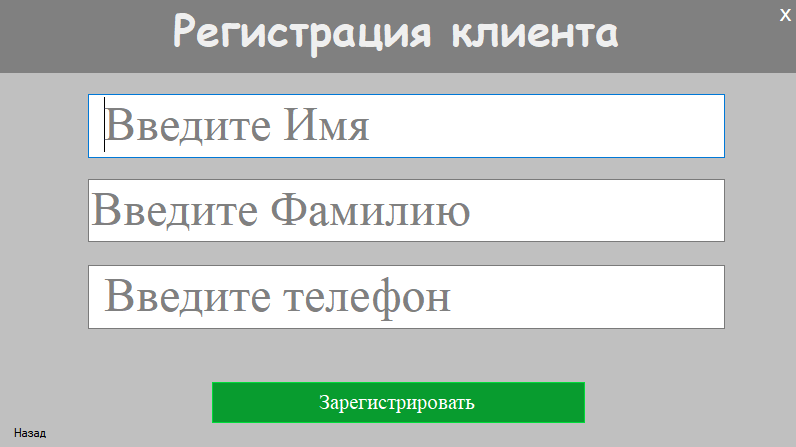 Регистрация клиента
x
Введите Имя
Введите Фамилию
Введите телефон
Зарегистрировать
Назад